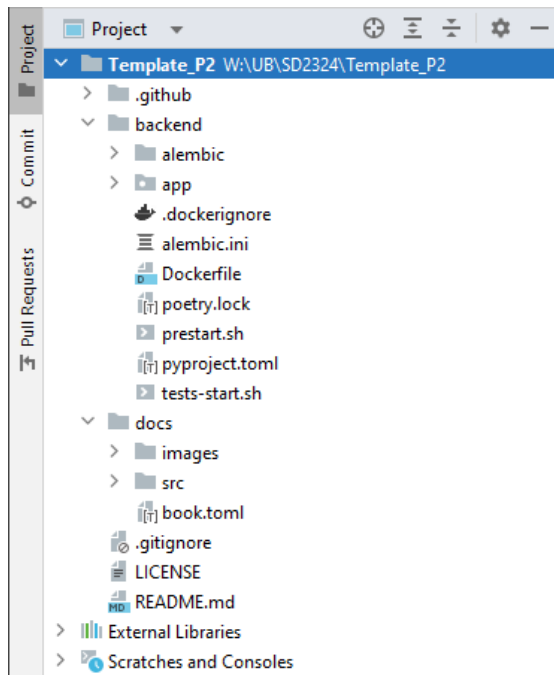 Project
Commit
Pull Requests
Project
Template_P2 W:\UB\SD2324\Template_P2
.github
backend
alembic
app
.dockerignore
alembic.ini
Dockerfile
poetry.lock
prestart.sh
pyproject.toml
tests-start.sh
docs
images
src
book.toml
.gitignore
LICENSE
README.md
External Libraries
Scratches and Consoles